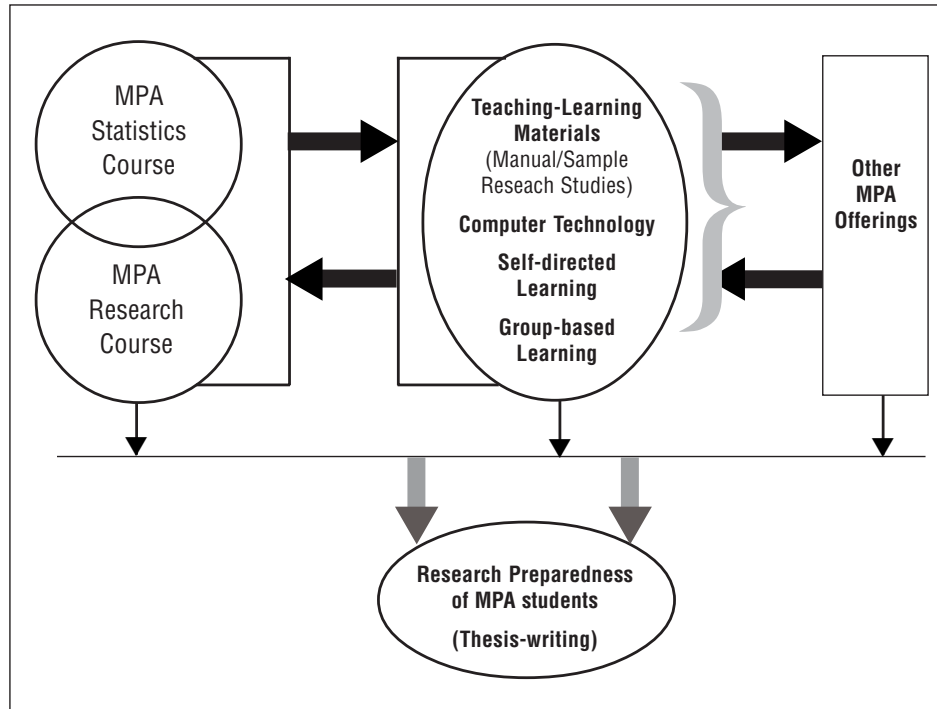 MPA
Statistics
Course
MPA
Research
Course
Teaching-Learning
Materials
(Manual/Sample
Reseach Studies)
Computer Technology
Self-directed
Learning
Group-based
Learning
Other
MPA
Offerings
Research Preparedness
of MPA students
(Thesis-writing)